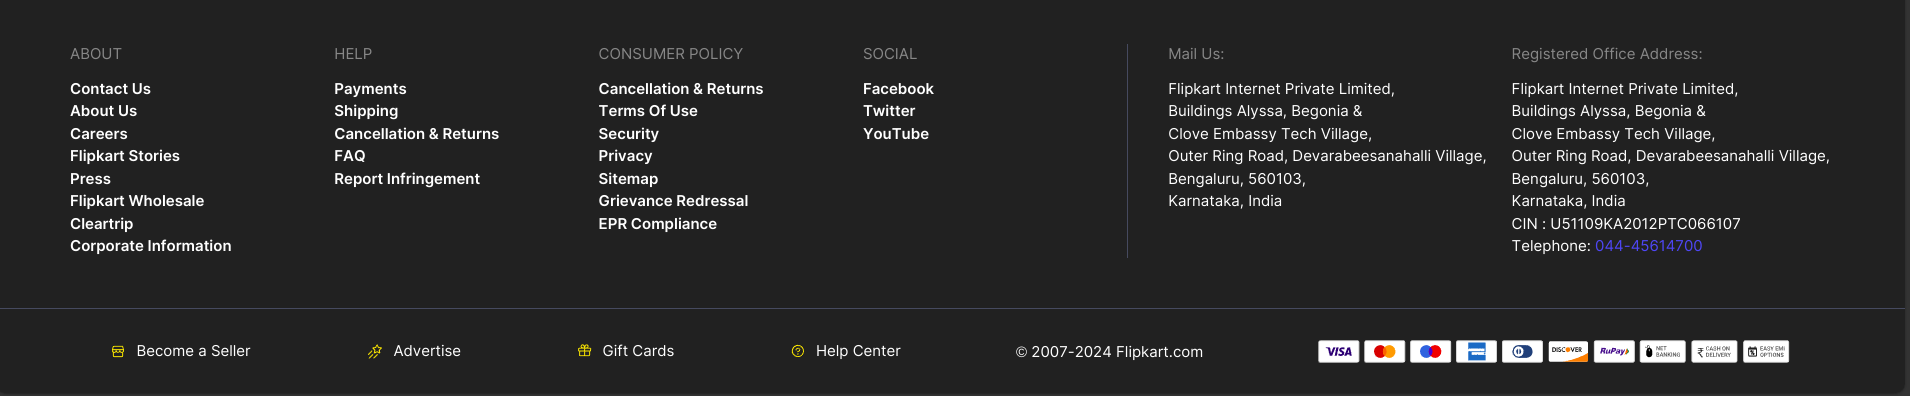 ABOUT
Contact Us
About Us
Careers
Flipkart Stories
Press
Flipkart Wholesale
Cleartrip
Corporate Information
HELP
Payments
Shipping
Cancellation & Returns
FAQ
Report Infringement
CONSUMER POLICY
Cancellation & Returns
Terms Of Use
Security
Privacy
Sitemap
Grievance Redressal
EPR Compliance
SOCIAL
Facebook
Twitter
YouTube
Mail Us:
Flipkart Internet Private Limited,
Buildings Alyssa, Begonia &
Clove Embassy Tech Village,
Outer Ring Road, Devarabeesanahalli Village,
Bengaluru, 560103,
Karnataka, India
Registered Office Address:
Flipkart Internet Private Limited,
Buildings Alyssa, Begonia &
Clove Embassy Tech Village,
Outer Ring Road, Devarabeesanahalli Village,
Bengaluru, 560103,
Karnataka, India
CIN : U51109KA2012PTC066107
Telephone: 044-45614700
Become a Seller
Advertise
Gift Cards
Help Center
© 2007-2024 Flipkart.com
VISA
DISCOVER
RuPay
NET
BANKING
₹ CASH ON
DELIVERY
EASY EMI
OPTIONS